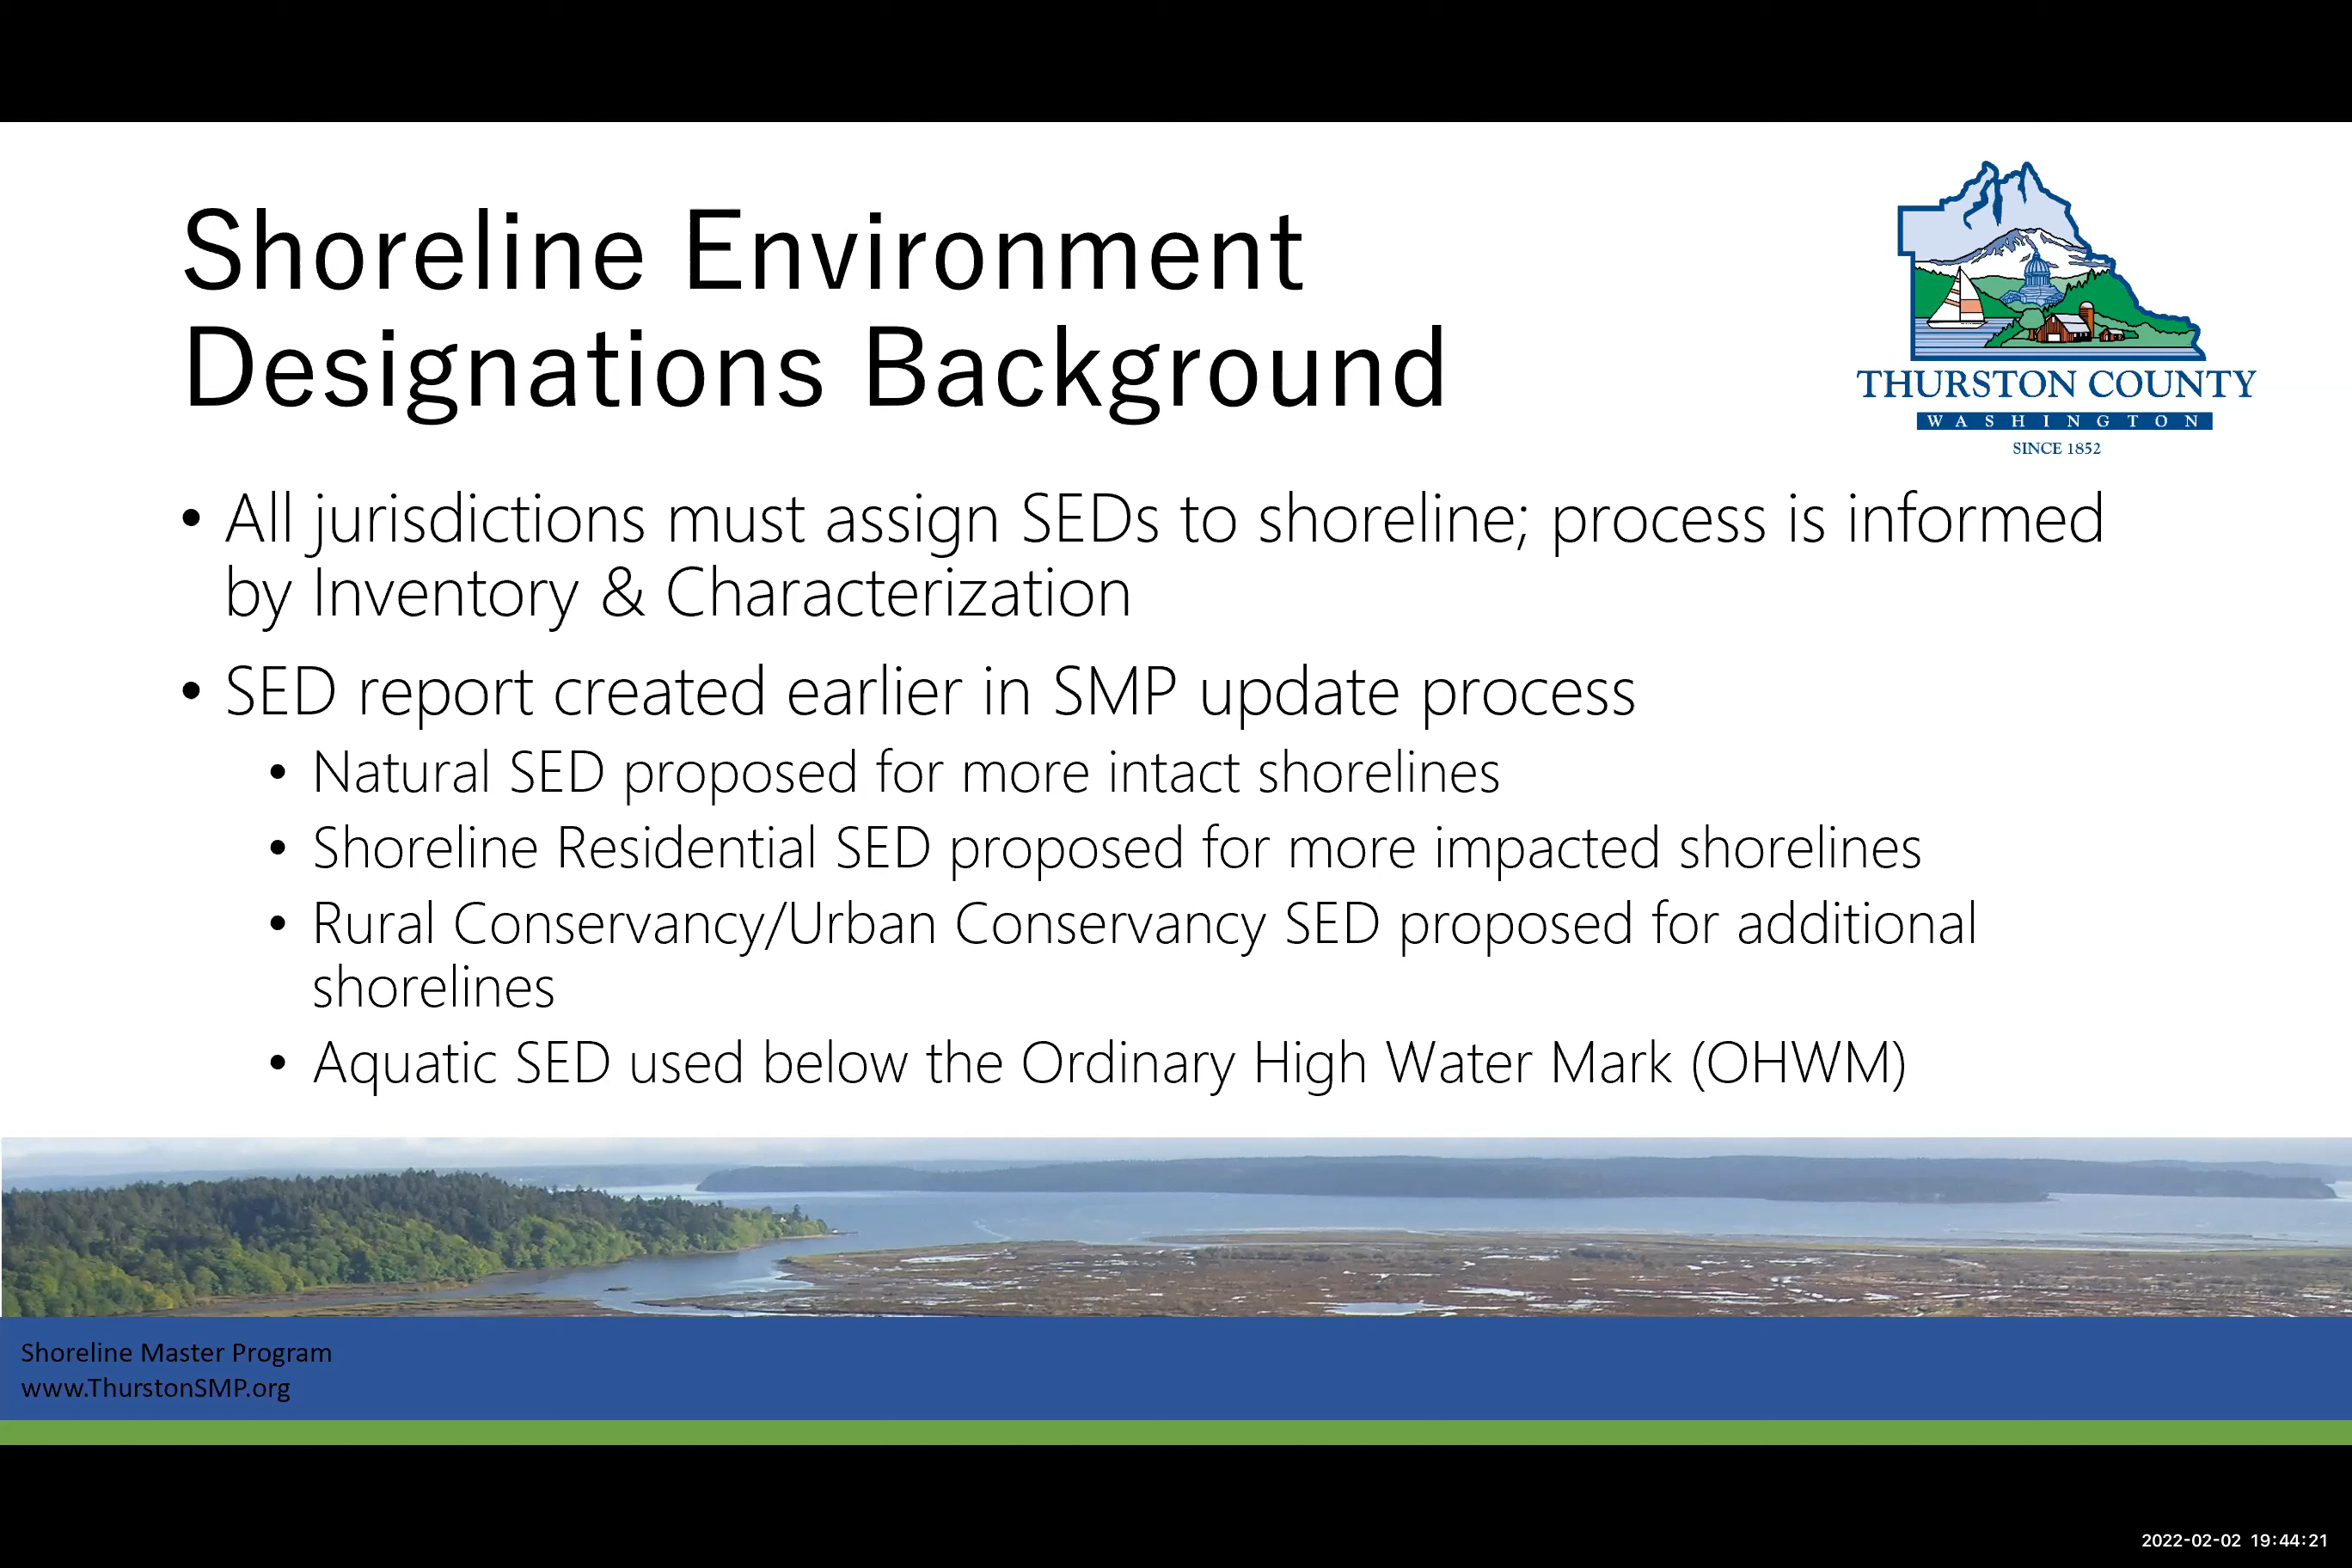 Shoreline Environment
Designations Background
THURSTON COUNTY
WASHINGTON
SINCE 1852
• All jurisdictions must assign SEDs to shoreline; process is informed
by Inventory & Characterization
• SED report created earlier in SMP update process
• Natural SED proposed for more intact shorelines
• Shoreline Residential SED proposed for more impacted shorelines
• Rural Conservancy/Urban Conservancy SED proposed for additional
shorelines
• Aquatic SED used below the Ordinary High Water Mark (OHWM)
Shoreline Master Program
www.ThurstonSMP.org
2022-02-02 19:44:21